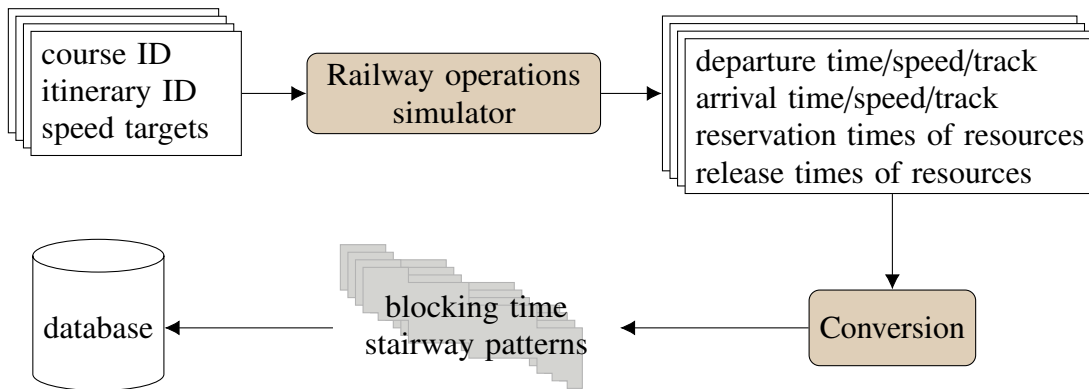 course ID
itinerary ID
speed targets
Railway operations
simulator
departure time/speed/track
arrival time/speed/track
reservation times of resources
release times of resources
database
blocking time
stairway patterns
Conversion